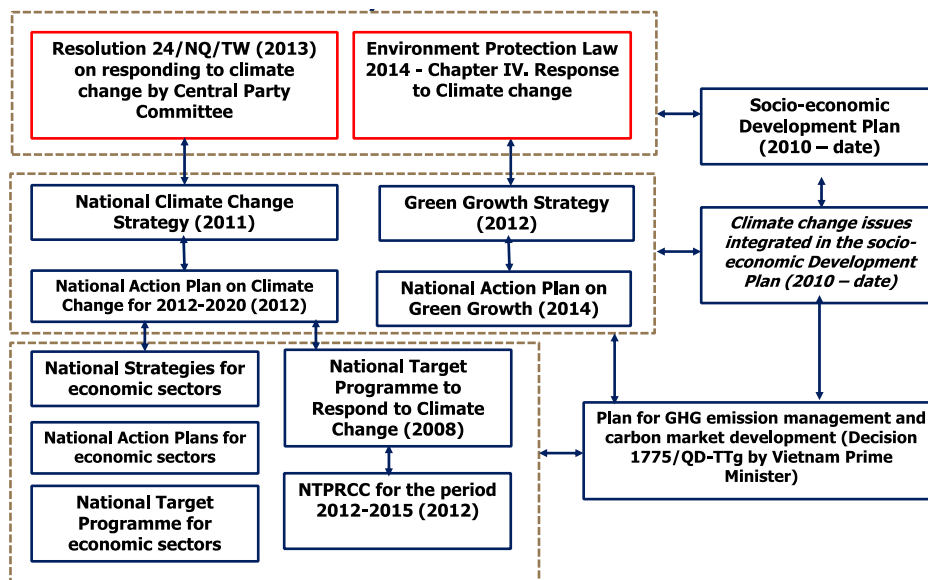 Resolution 24/NQ/TW (2013)
on responding to climate
change by Central Party
Committee
Environment Protection Law
2014 - Chapter IV. Response
to Climate change
Socio-economic
Development Plan
(2010 – date)
National Climate Change
Strategy (2011)
Green Growth Strategy
(2012)
Climate change issues
integrated in the socio-
economic Development
Plan (2010 – date)
National Action Plan on Climate
Change for 2012-2020 (2012)
National Action Plan on
Green Growth (2014)
National Strategies for
economic sectors
National Target
Programme to
Respond to Climate
Change (2008)
National Action Plans for
economic sectors
Plan for GHG emission management and
carbon market development (Decision
1775/QD-TTg by Vietnam Prime
Minister)
National Target
Programme for
economic sectors
NTPRCC for the period
2012-2015 (2012)